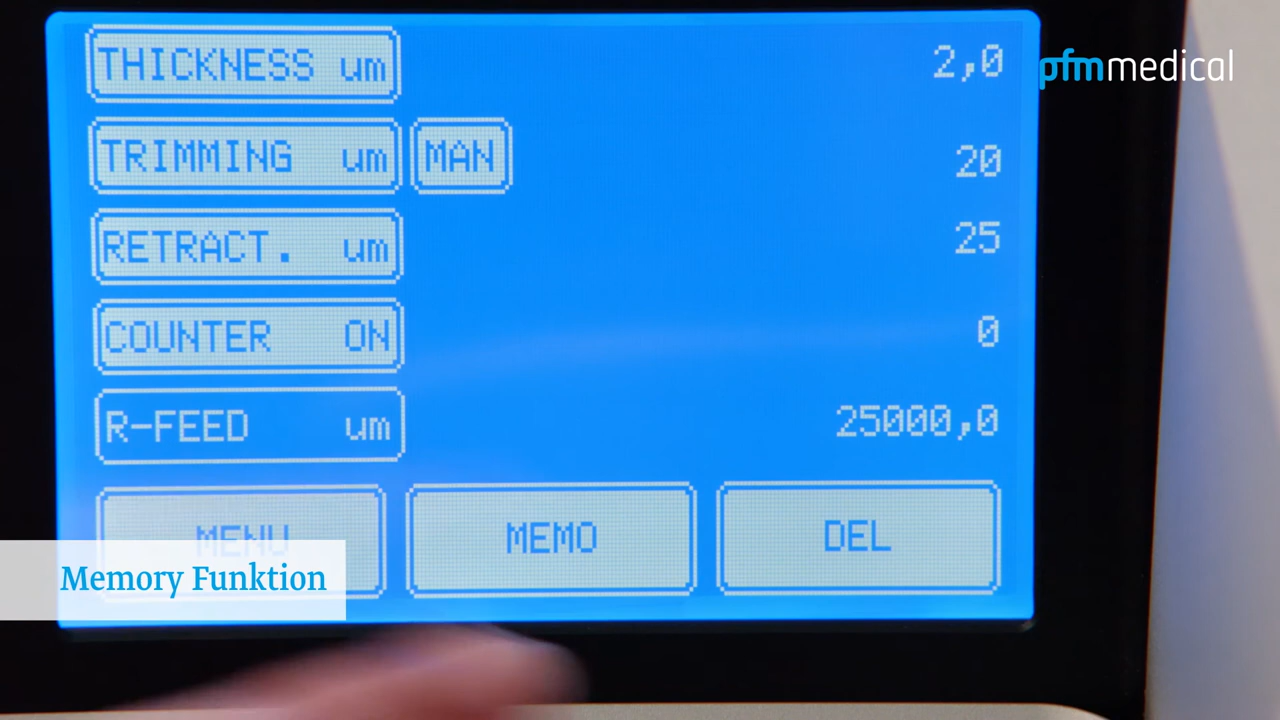 THICKNESS um 2,0
pfmmedical
TRIMMING um MAN 20
RETRACT. um 25
COUNTER ON 0
R-FEED um 25000,0
MENU MEMO DEL
Memory Funktion